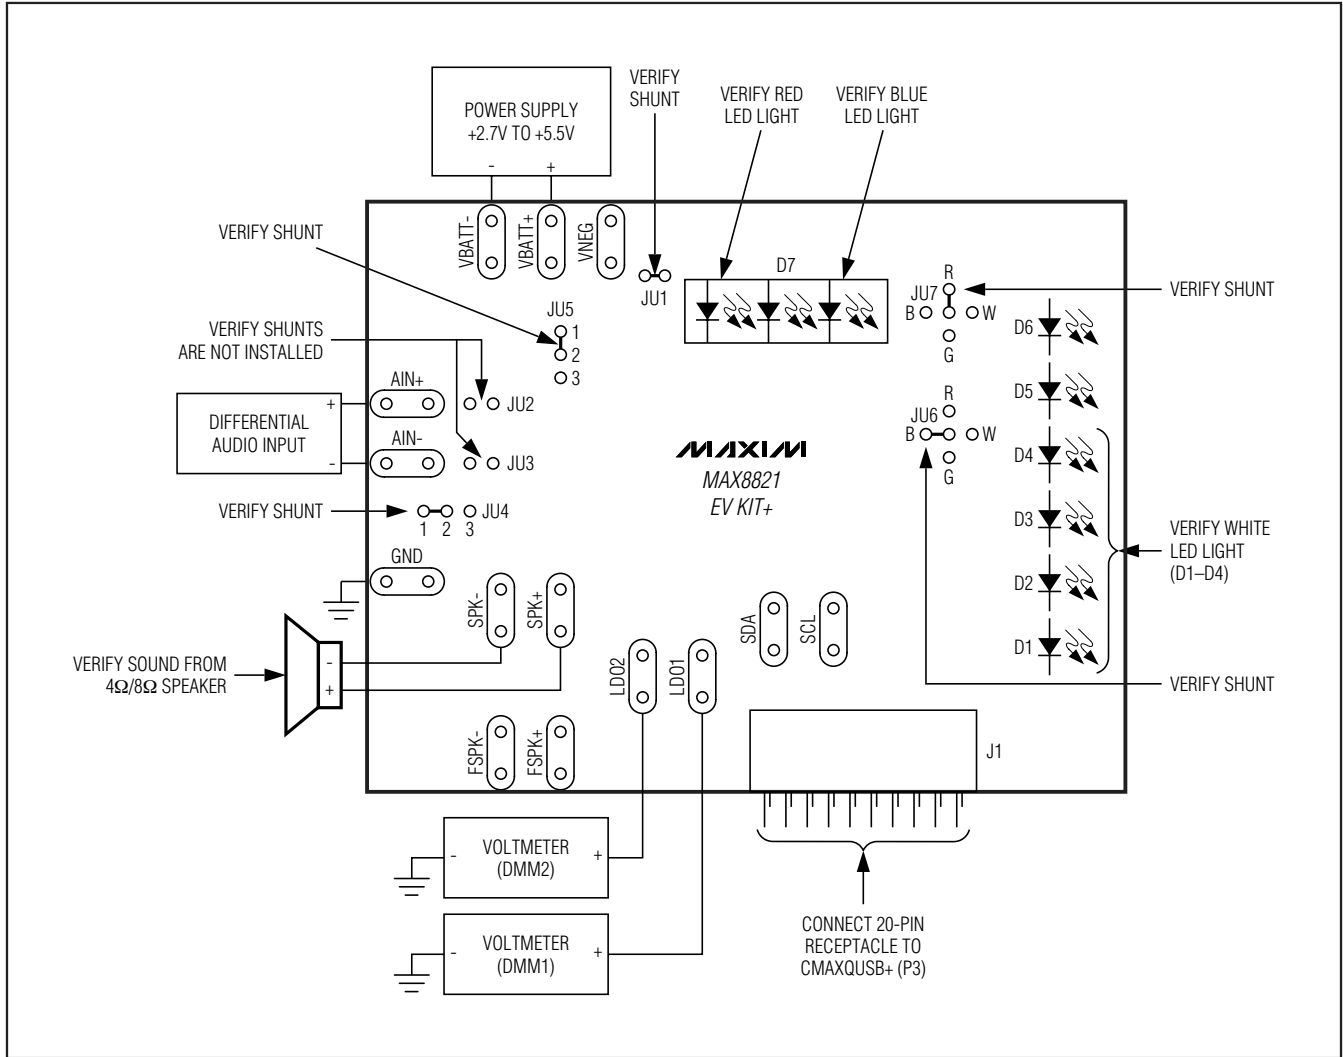 POWER SUPPLY
+2.7V TO +5.5V
- +
VERIFY
SHUNT
VERIFY RED
LED LIGHT
VERIFY BLUE
LED LIGHT
VERIFY SHUNT
VBATT-
VBATT+
VNEG
JU1
D7
R
JU7
B
W
G
VERIFY SHUNT
JU5
1
2
3
VERIFY SHUNTS
ARE NOT INSTALLED
D6
D5
D4
D3
D2
D1
DIFFERENTIAL
AUDIO INPUT
+
-
AIN+
AIN-
JU2
JU3
R
JU6
B
W
G
MAXIM
MAX8821
EV KIT+
VERIFY SHUNT
1 2 3
JU4
GND
VERIFY WHITE
LED LIGHT
(D1–D4)
VERIFY SHUNT
SPK-
SPK+
SDA
SCL
VERIFY SOUND FROM
4Ω/8Ω SPEAKER
-
+
LDO2
LDO1
FSPK-
FSPK+
J1
VOLTMETER
(DMM2)
- +
VOLTMETER
(DMM1)
- +
CONNECT 20-PIN
RECEPTACLE TO
CMAXQUSB+ (P3)